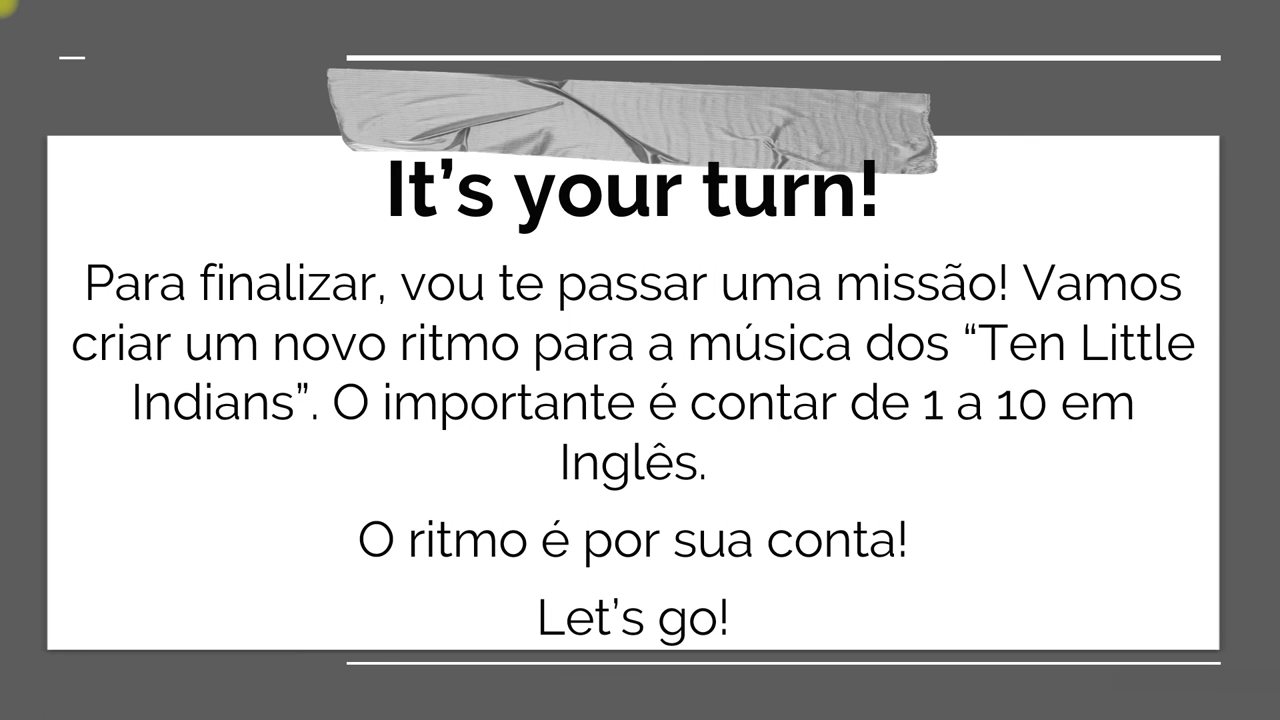 It’s your turn!
Para finalizar, vou te passar uma missão! Vamos
criar um novo ritmo para a música dos “Ten Little
Indians”. O importante é contar de 1 a 10 em
Inglês.
O ritmo é por sua conta!
Let’s go!